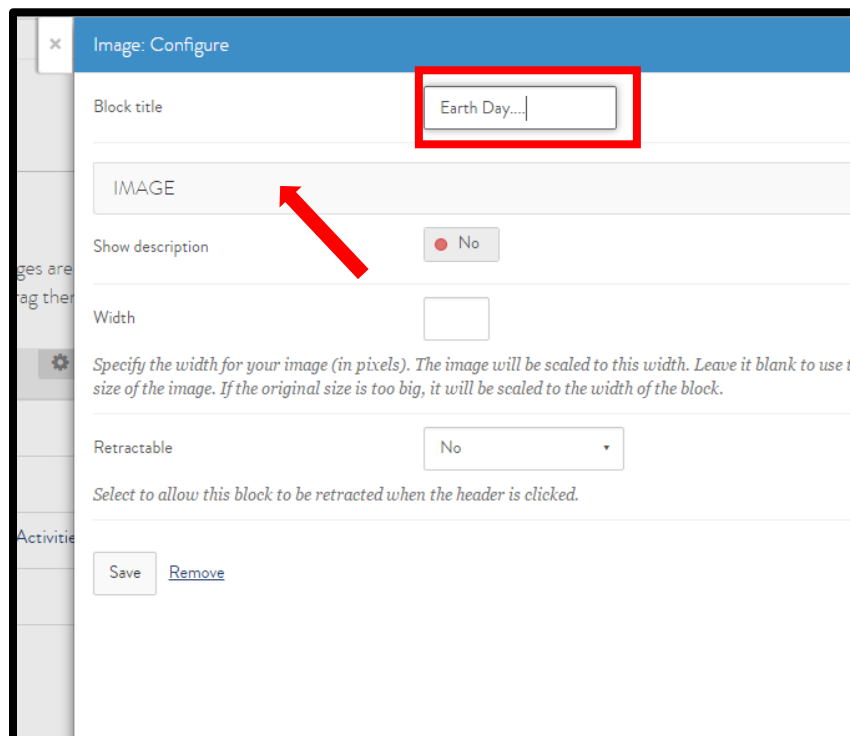 × Image: Configure
Block title
Earth Day....
IMAGE
Show description
No
ges are
rag ther
Width
Specify the width for your image (in pixels). The image will be scaled to this width. Leave it blank to use
size of the image. If the original size is too big, it will be scaled to the width of the block.
Retractable
No
Select to allow this block to be retracted when the header is clicked.
Activitie
Save Remove